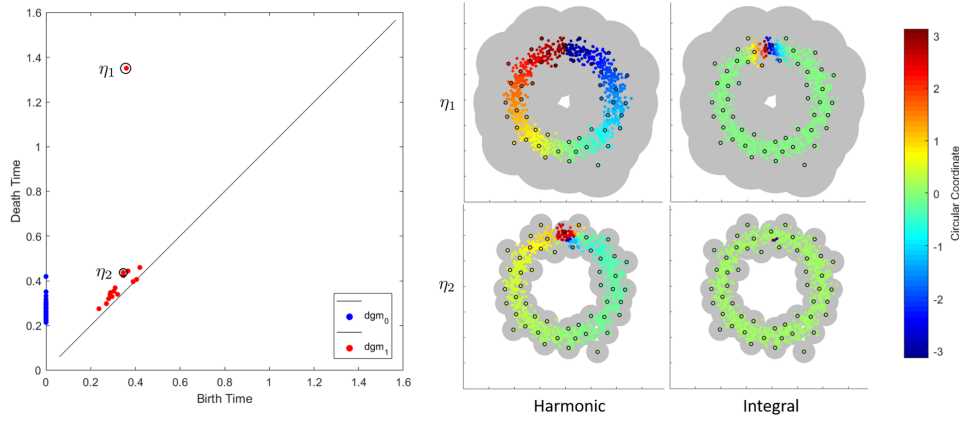 1.6
1.4
1.2
1
0.8
0.6
0.4
0.2
0
0 0.2 0.4 0.6 0.8 1 1.2 1.4 1.6
Death Time
Birth Time
η1
η2
dgm0
dgm1
η1
η2
Harmonic
Integral
3
2
1
0
-1
-2
-3
Circular Coordinate